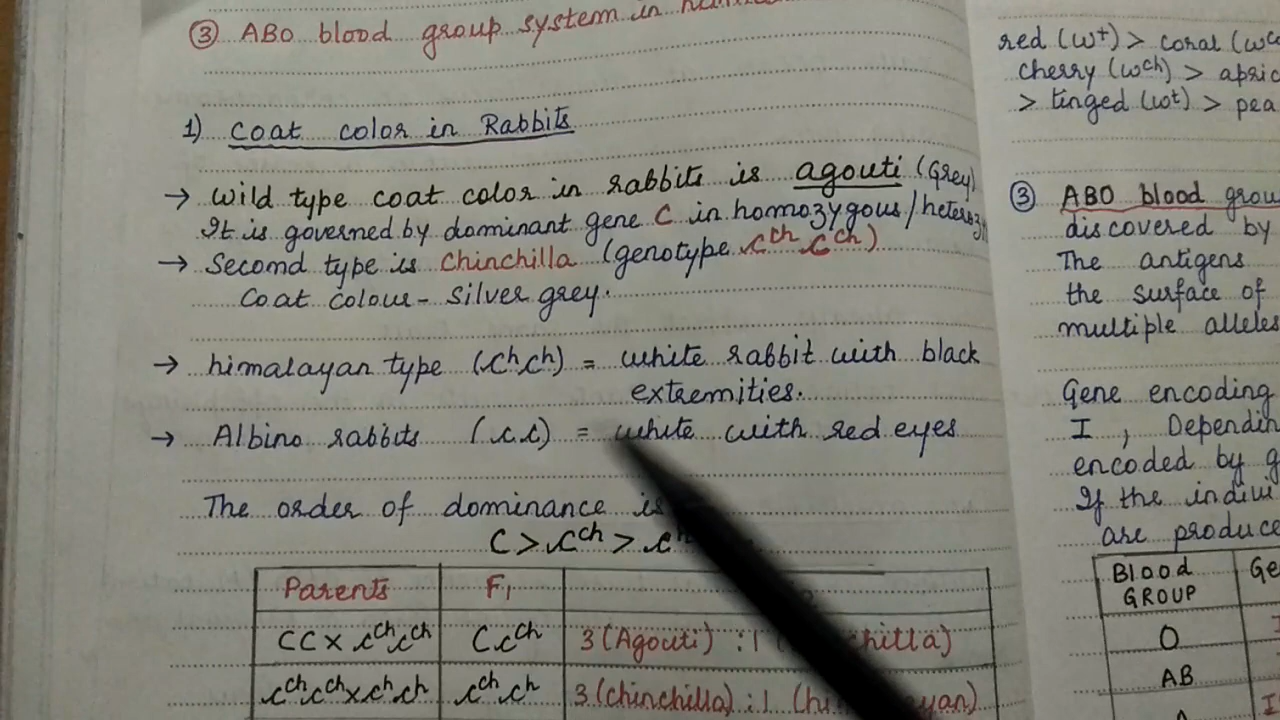 ③ ABO blood group system in
1) Coat color in Rabbits
→ Wild type coat color in rabbits is agouti (Grey)
It is governed by dominant gene C in homozygous/heterozy
→ Second type is Chinchilla (genotype c^ch c^ch)
Coat colour - silver grey.
→ himalayan type (c^h c^h) = white rabbit with black
extremities.
→ Albino rabbits (c c) = white with red eyes
The order of dominance is
C > c^ch > c^h
Parents F₁
CC x c^ch c^ch Cc^ch 3 (Agouti) : 1
c^ch c^ch x c^h c^h c^ch c^h 3 (chinchilla) : 1
red (w⁺) > coral
cherry (w^ch) >
> tinged (w^t) >
③ ABO blood
discovered by
The antigens
the surface of
multiple alleles
Gene encoding
I,
encoded by
If the
are
Blood
GROUP
O
AB